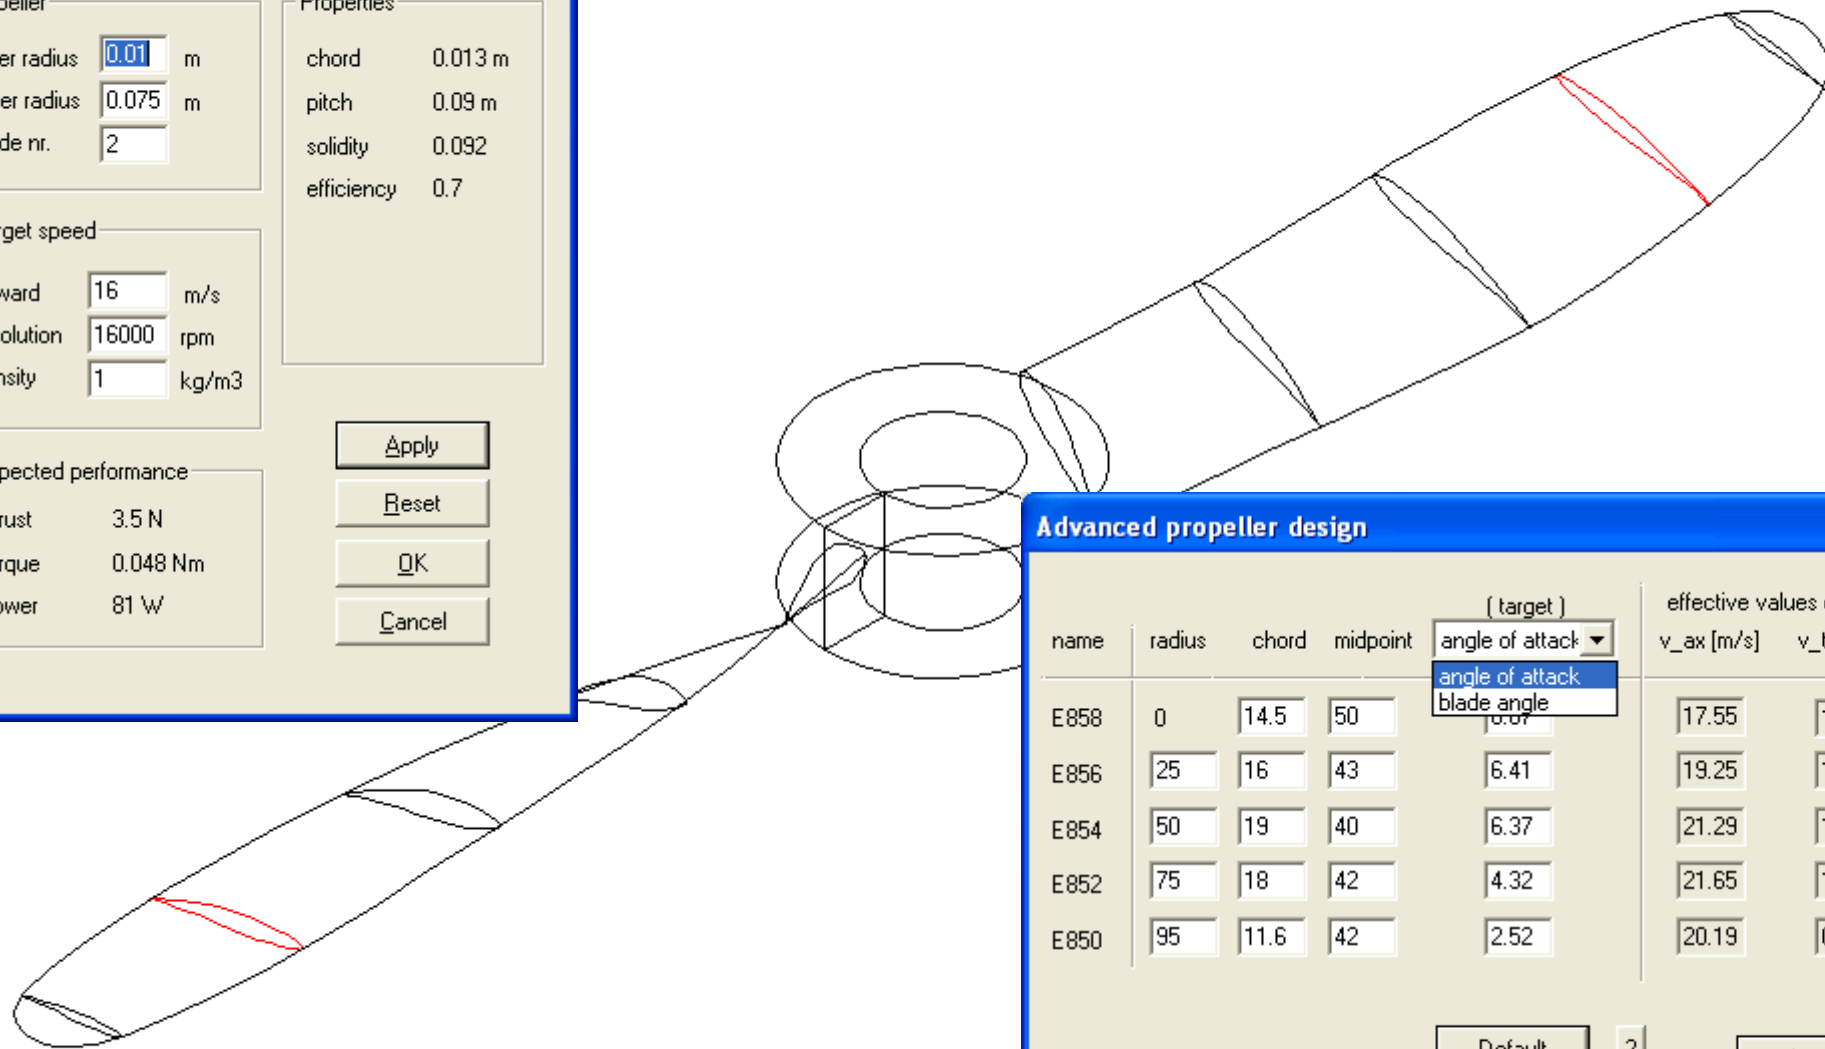 Properties
er radius 0.01 m
er radius 0.075 m
de nr. 2
chord 0.013 m
pitch 0.09 m
solidity 0.092
efficiency 0.7
rget speed
ward 16 m/s
olution 16000 rpm
nsity 1 kg/m3
pected performance
rust 3.5 N
rque 0.048 Nm
ower 81 W
Apply
Reset
OK
Cancel
Advanced propeller design
( target ) effective values
name radius chord midpoint angle of attack v_ax [m/s] v_t
angle of attack
blade angle
E858 0 14.5 50 17.55
E856 25 16 43 6.41 19.25
E854 50 19 40 6.37 21.29
E852 75 18 42 4.32 21.65
E850 95 11.6 42 2.52 20.19
Default ?